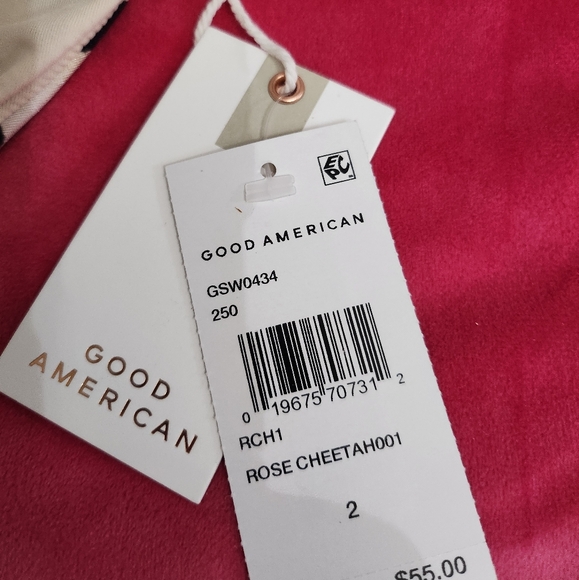 EPC
GOOD AMERICAN
GSW0434
250
0 19675 70731 2
RCH1
ROSE CHEETAH001
2
$55.00
GOOD
AMERICAN